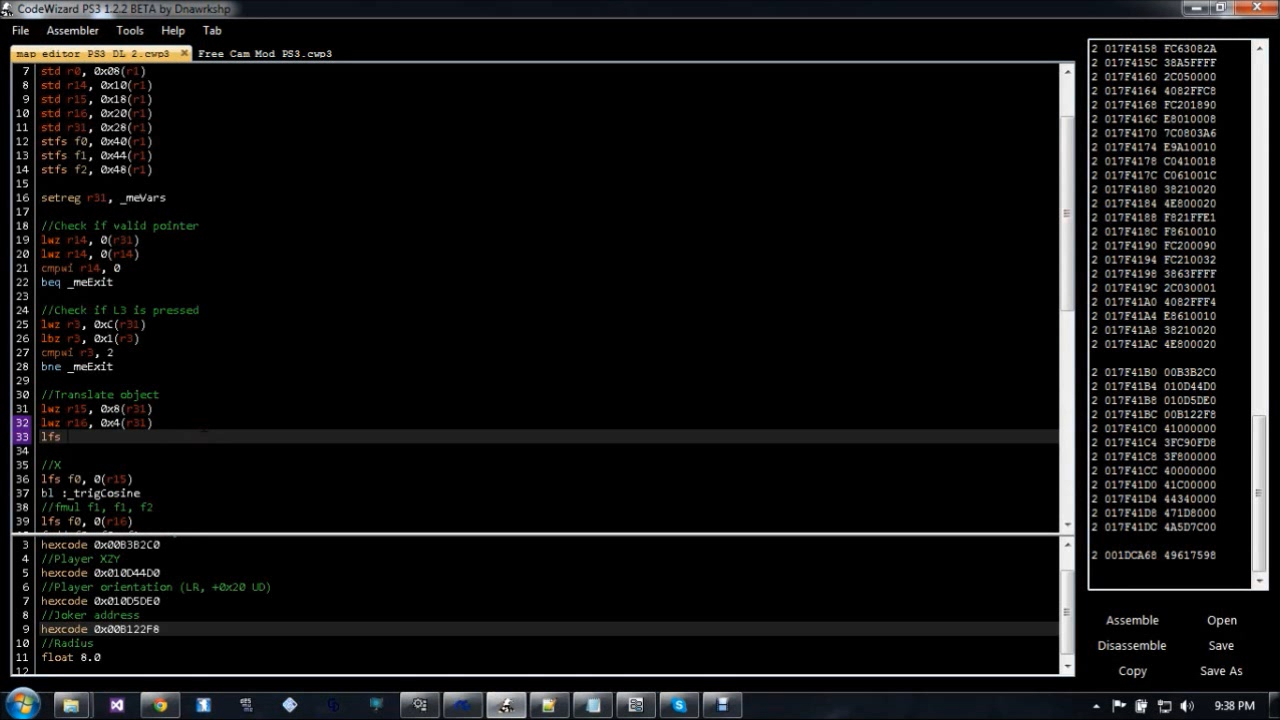 CodeWizard PS3 1.2.2 BETA by Dnawrkshp
File Assembler Tools Help Tab
map editor PS3 DL 2.cwp3 × Free Cam Mod PS3.cwp3
7 std r0, 0x08(r1)
8 std r14, 0x10(r1)
9 std r15, 0x18(r1)
10 std r16, 0x20(r1)
11 std r31, 0x28(r1)
12 stfs f0, 0x40(r1)
13 stfs f1, 0x44(r1)
14 stfs f2, 0x48(r1)
15
16 setreg r31, _meVars
17
18 //Check if valid pointer
19 lwz r14, 0(r31)
20 lwz r14, 0(r14)
21 cmpwi r14, 0
22 beq _meExit
23
24 //Check if L3 is pressed
25 lwz r3, 0xC(r31)
26 lbz r3, 0x1(r3)
27 cmpwi r3, 2
28 bne _meExit
29
30 //Translate object
31 lwz r15, 0x8(r31)
32 lwz r16, 0x4(r31)
33 lfs
34
35 //X
36 lfs f0, 0(r15)
37 bl :_trigCosine
38 //fmul f1, f1, f2
39 lfs f0, 0(r16)
3 hexcode 0x00B3B2C0
4 //Player XZY
5 hexcode 0x010D44D0
6 //Player orientation (LR, +0x20 UD)
7 hexcode 0x010D5DE0
8 //Joker address
9 hexcode 0x00B122F8
10 //Radius
11 float 8.0
12
2 017F4158 FC63082A
2 017F415C 38A5FFFF
2 017F4160 2C050000
2 017F4164 4082FFC8
2 017F4168 FC201890
2 017F416C E8010008
2 017F4170 7C0803A6
2 017F4174 E9A10010
2 017F4178 C0410018
2 017F417C C061001C
2 017F4180 38210020
2 017F4184 4E800020
2 017F4188 F821FFE1
2 017F418C F8610010
2 017F4190 FC200090
2 017F4194 FC210032
2 017F4198 3863FFFF
2 017F419C 2C030001
2 017F41A0 4082FFF4
2 017F41A4 E8610010
2 017F41A8 38210020
2 017F41AC 4E800020
2 017F41B0 00B3B2C0
2 017F41B4 010D44D0
2 017F41B8 010D5DE0
2 017F41BC 00B122F8
2 017F41C0 41000000
2 017F41C4 3FC90FD8
2 017F41C8 3F800000
2 017F41CC 40000000
2 017F41D0 41C00000
2 017F41D4 44340000
2 017F41D8 471D8000
2 017F41DC 4A5D7C00
2 001DCA68 49617598
Assemble Open
Disassemble Save
Copy Save As
9:38 PM